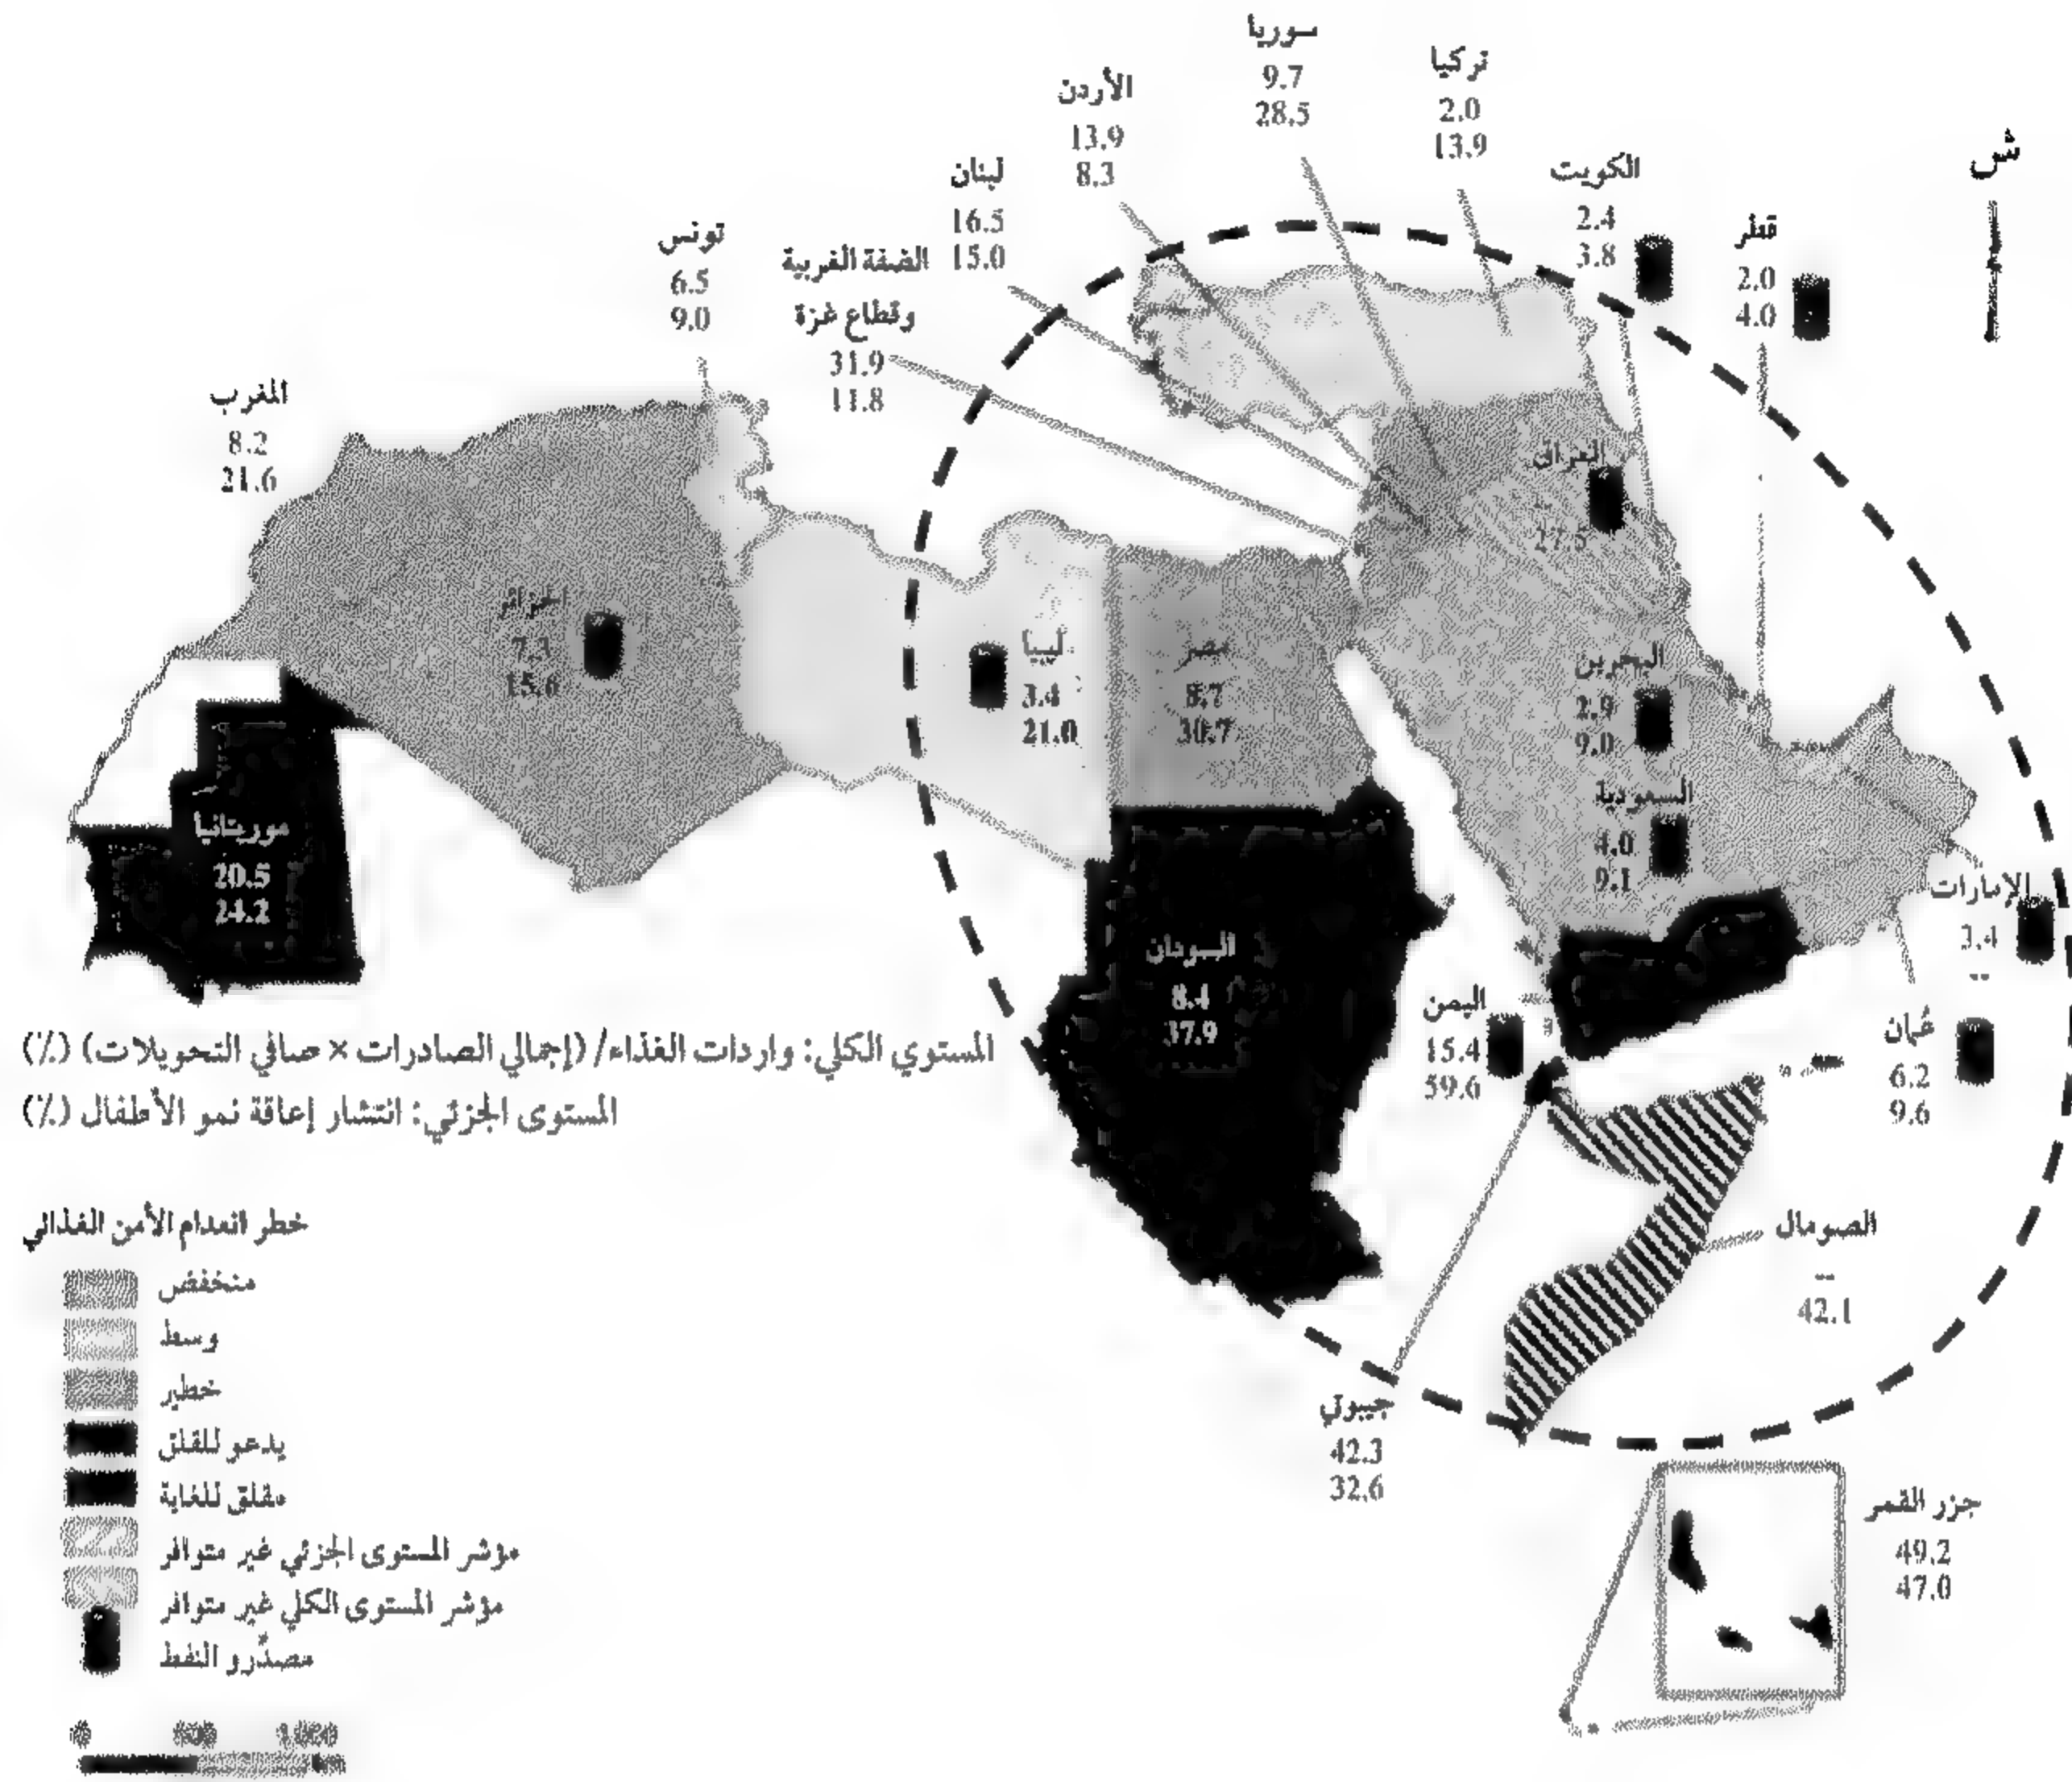 سوريا
9.7
28.5
تركيا
2.0
13.9
الأردن
13.9
8.3
ش
لبنان
16.5
15.0
الكويت
2.4
3.8
قطر
2.0
4.0
تونس
6.5
9.0
الضفة الغربية
وقطاع غزة
31.9
11.8
المغرب
8.2
21.6
العراق
--
27.5
الجزائر
7.3
15.6
ليبيا
3.4
21.0
مصر
8.7
30.7
البحرين
2.9
9.0
السعودية
4.0
9.1
موريتانيا
20.5
24.2
الإمارات
3.4
--
السودان
8.4
37.9
اليمن
15.4
59.6
عُمان
6.2
9.6
المستوي الكلي: واردات الغذاء/ (إجمالي الصادرات × صافي التحويلات) (٪)
المستوى الجزئي: انتشار إعاقة نمو الأطفال (٪)
الصومال
--
42.1
جيبوتي
42.3
32.6
جزر القمر
49.2
47.0
خطر انعدام الأمن الغذائي
منخفض
وسط
خطير
يدعو للقلق
مقلق للغاية
مؤشر المستوى الجزئي غير متوافر
مؤشر المستوى الكلي غير متوافر
مصدّرو النفط
0 500 1.000
km